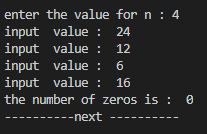 enter the value for n : 4
input  value :  24
input  value :  12
input  value :  6
input  value :  16
the number of zeros is :  0
----------next ----------